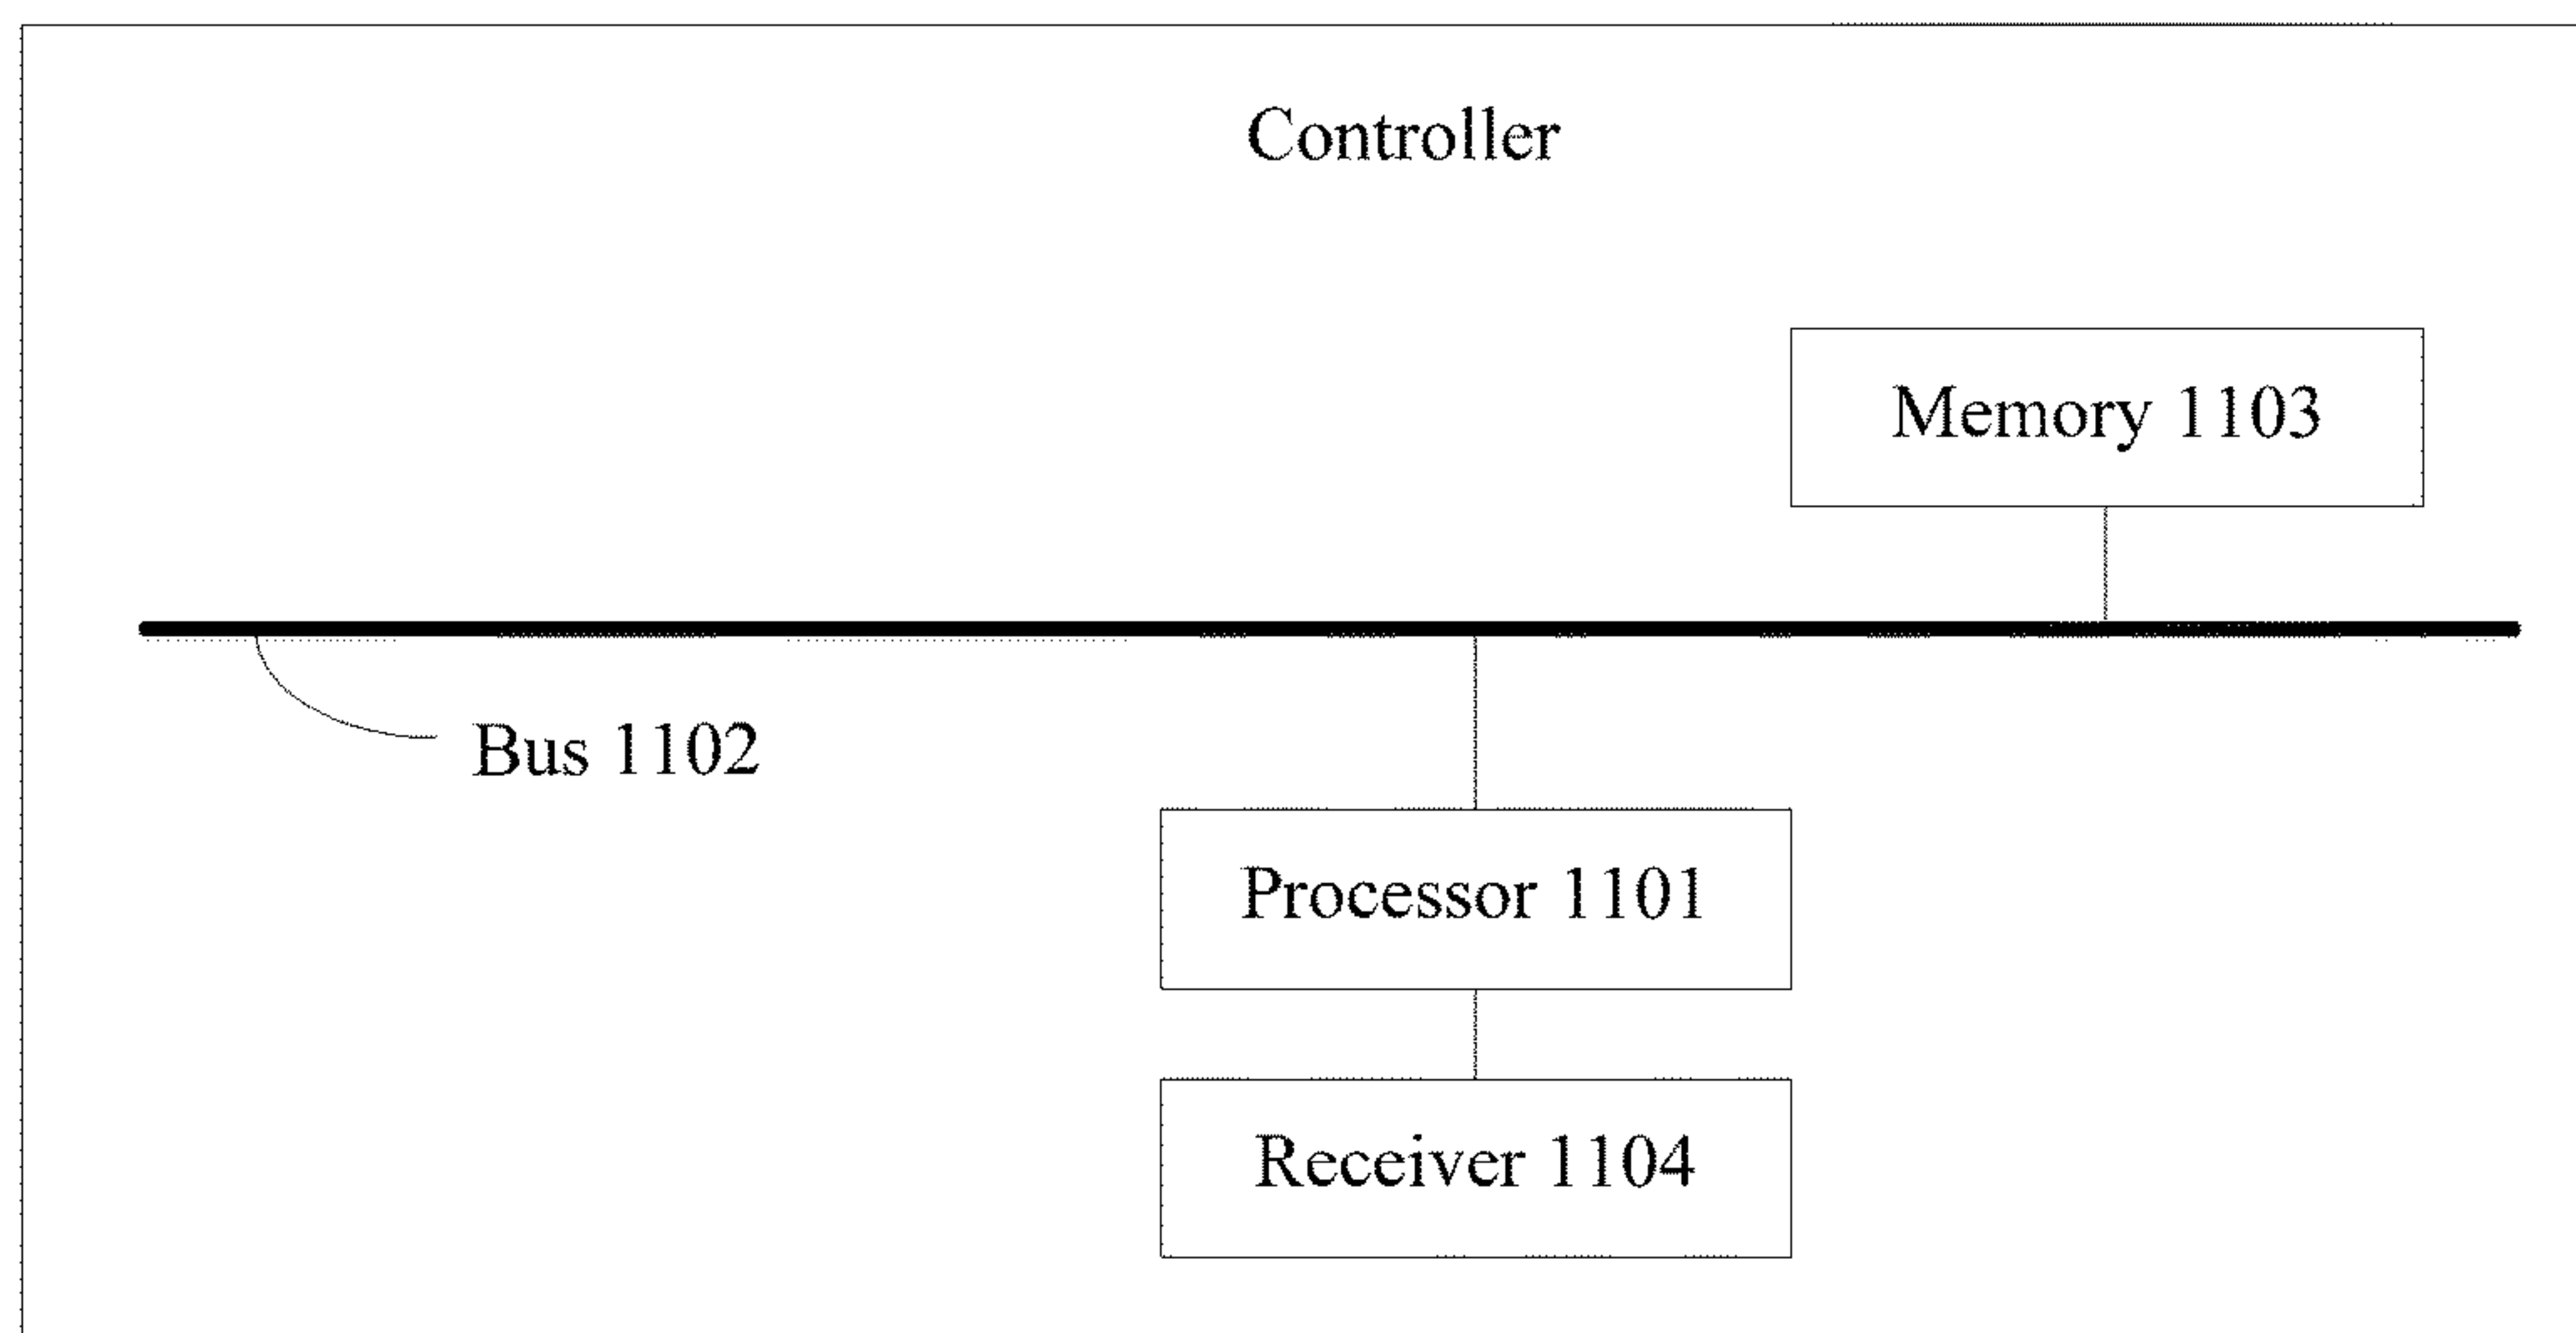 Controller
Memory 1103
Bus 1102
Processor 1101
Receiver 1104